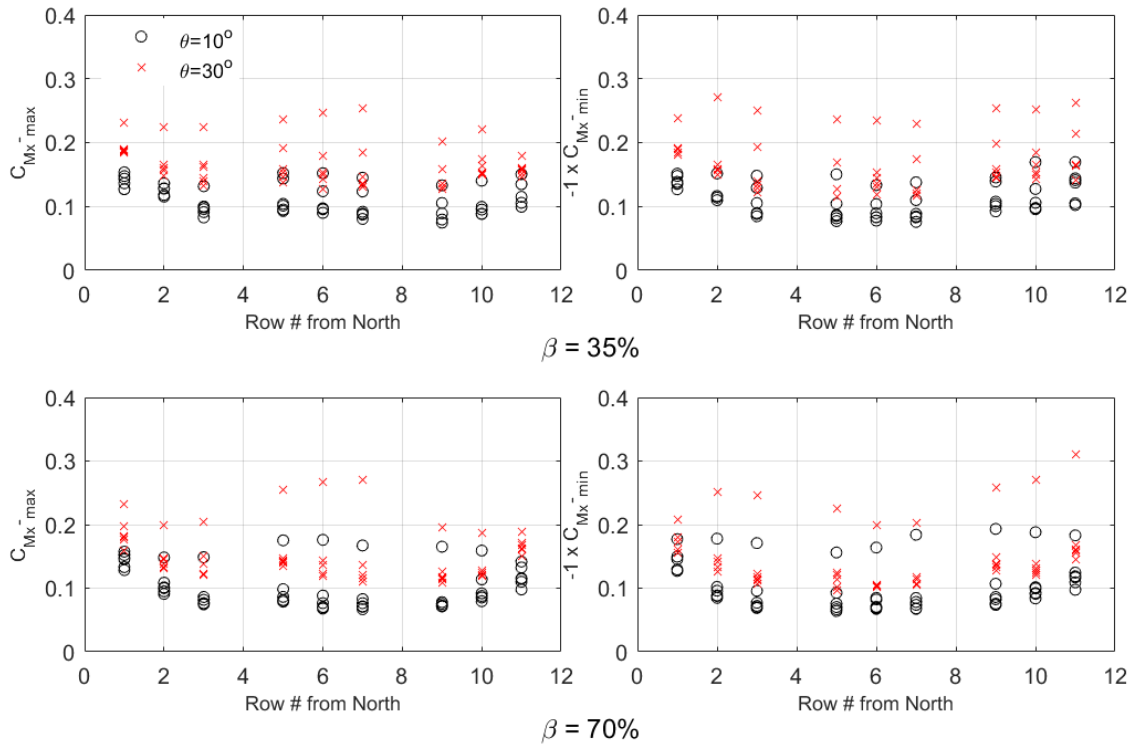 0.4
0.3
0.2
0.1
0
C_Mx-max
θ=10°
θ=30°
0 2 4 6 8 10 12
Row # from North
0.4
0.3
0.2
0.1
0
-1 x C_Mx-min
0 2 4 6 8 10 12
Row # from North
β = 35%
0.4
0.3
0.2
0.1
0
C_Mx-max
0 2 4 6 8 10 12
Row # from North
0.4
0.3
0.2
0.1
0
-1 x C_Mx-min
0 2 4 6 8 10 12
Row # from North
β = 70%